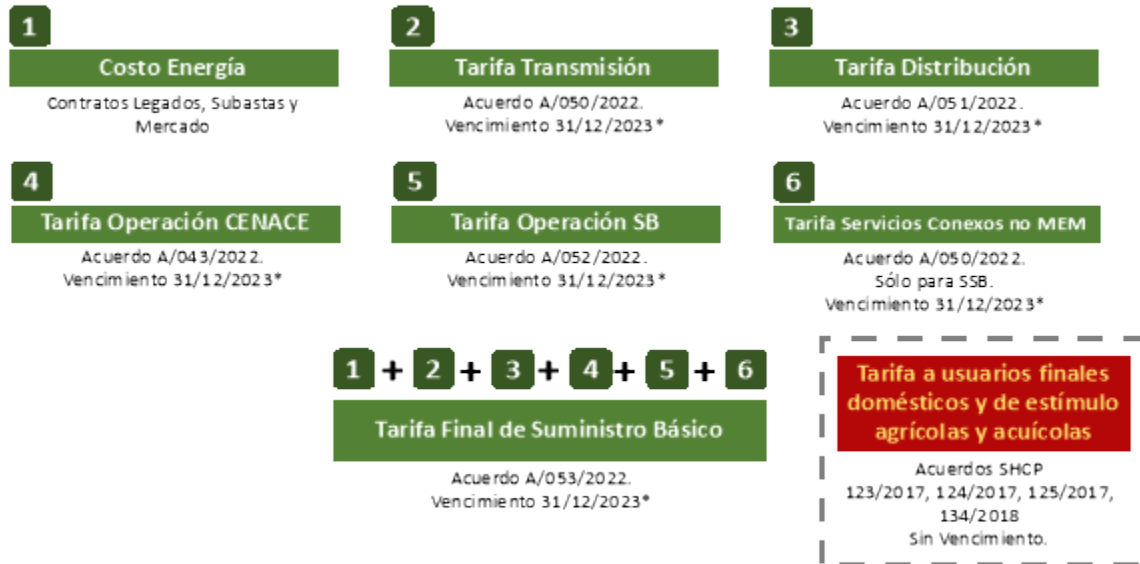 1
Costo Energía
Contratos Legados, Subastas y
Mercado
2
Tarifa Transmisión
Acuerdo A/050/2022.
Vencimiento 31/12/2023*
3
Tarifa Distribución
Acuerdo A/051/2022.
Vencimiento 31/12/2023*
4
Tarifa Operación CENACE
Acuerdo A/043/2022.
Vencimiento 31/12/2023*
5
Tarifa Operación SB
Acuerdo A/052/2022.
Vencimiento 31/12/2023*
6
Tarifa Servicios Conexos no MEM
Acuerdo A/050/2022.
Sólo para SSB.
Vencimiento 31/12/2023*
1 + 2 + 3 + 4 + 5 + 6
Tarifa Final de Suministro Básico
Acuerdo A/053/2022.
Vencimiento 31/12/2023*
Tarifa a usuarios finales
domésticos y de estímulo
agrícolas y acuícolas
Acuerdos SHCP
123/2017, 124/2017, 125/2017,
134/2018
Sin Vencimiento.